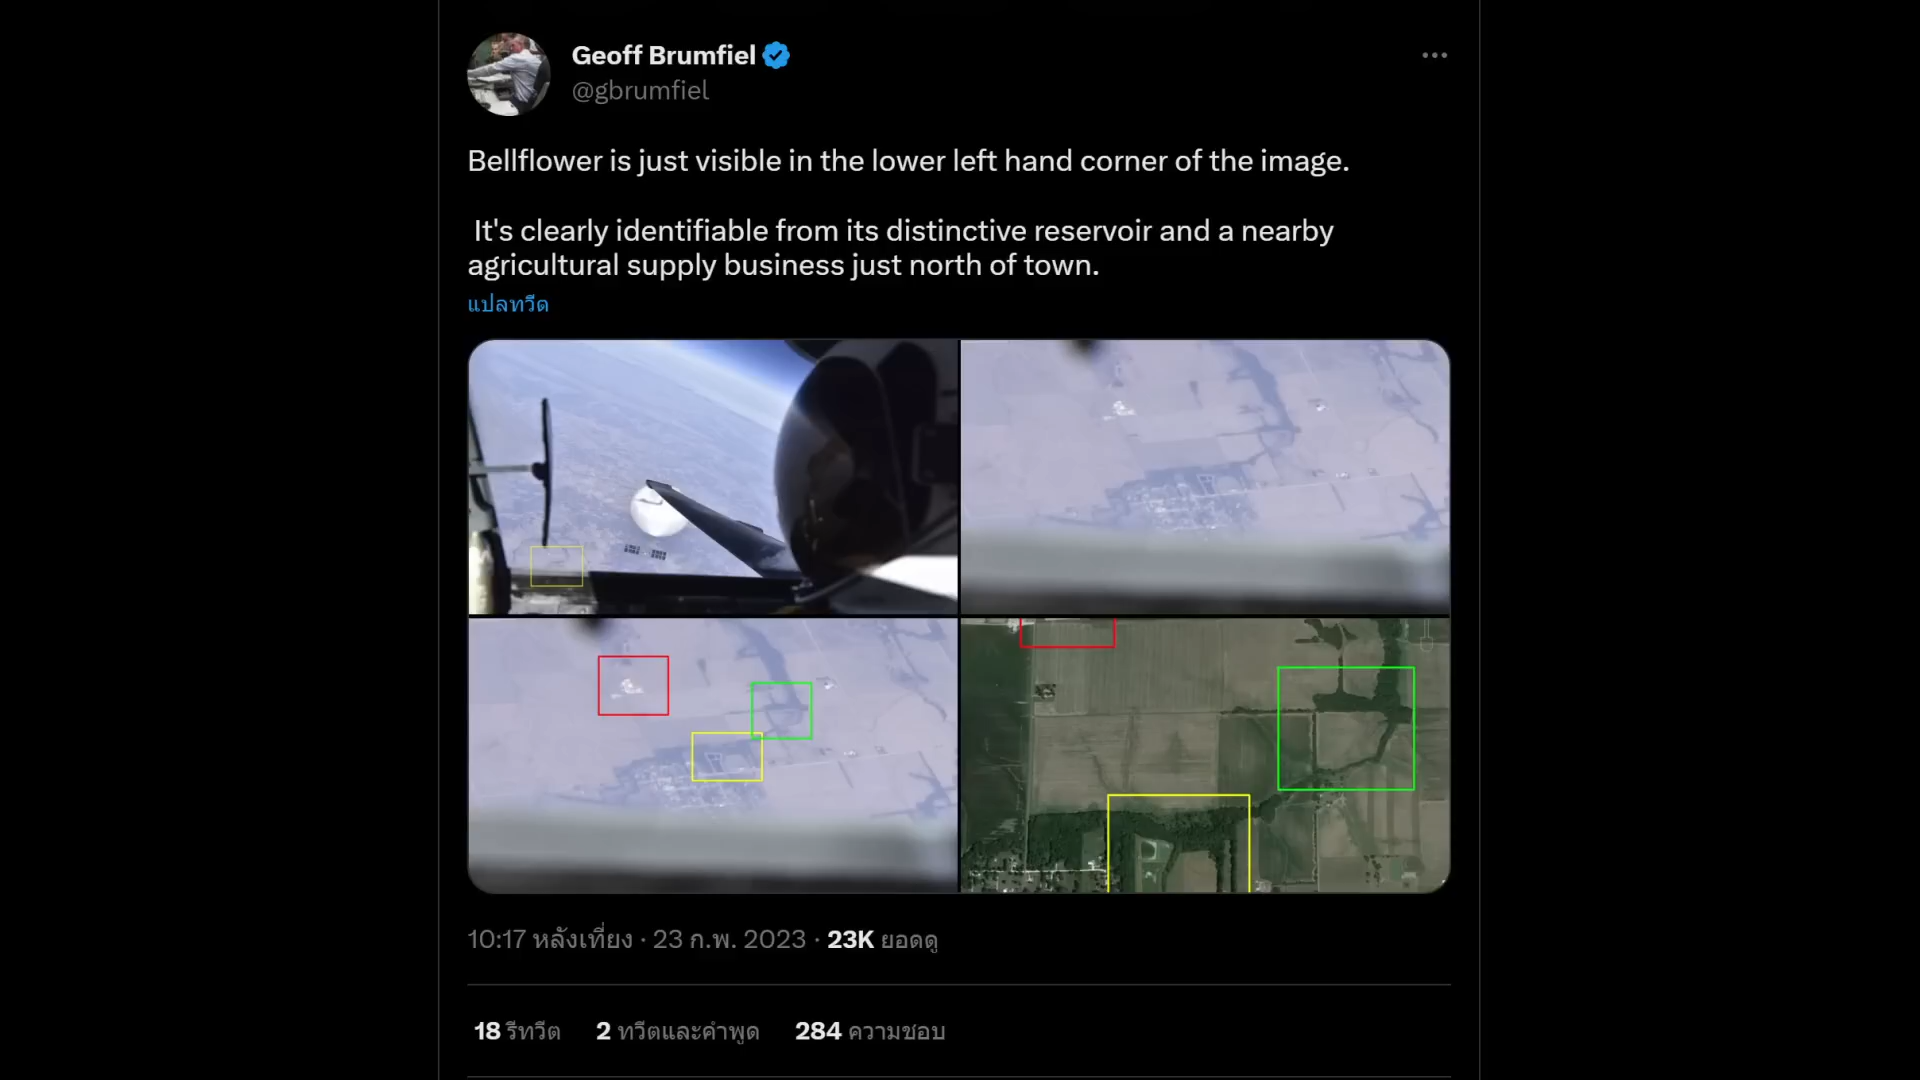 Geoff Brumfiel
@gbrumfiel
Bellflower is just visible in the lower left hand corner of the image.
It's clearly identifiable from its distinctive reservoir and a nearby
agricultural supply business just north of town.
แปลทวีต
10:17 หลังเที่ยง · 23 ก.พ. 2023 · 23K ยอดดู
18 รีทวีต 2 ทวีตและคำพูด 284 ความชอบ